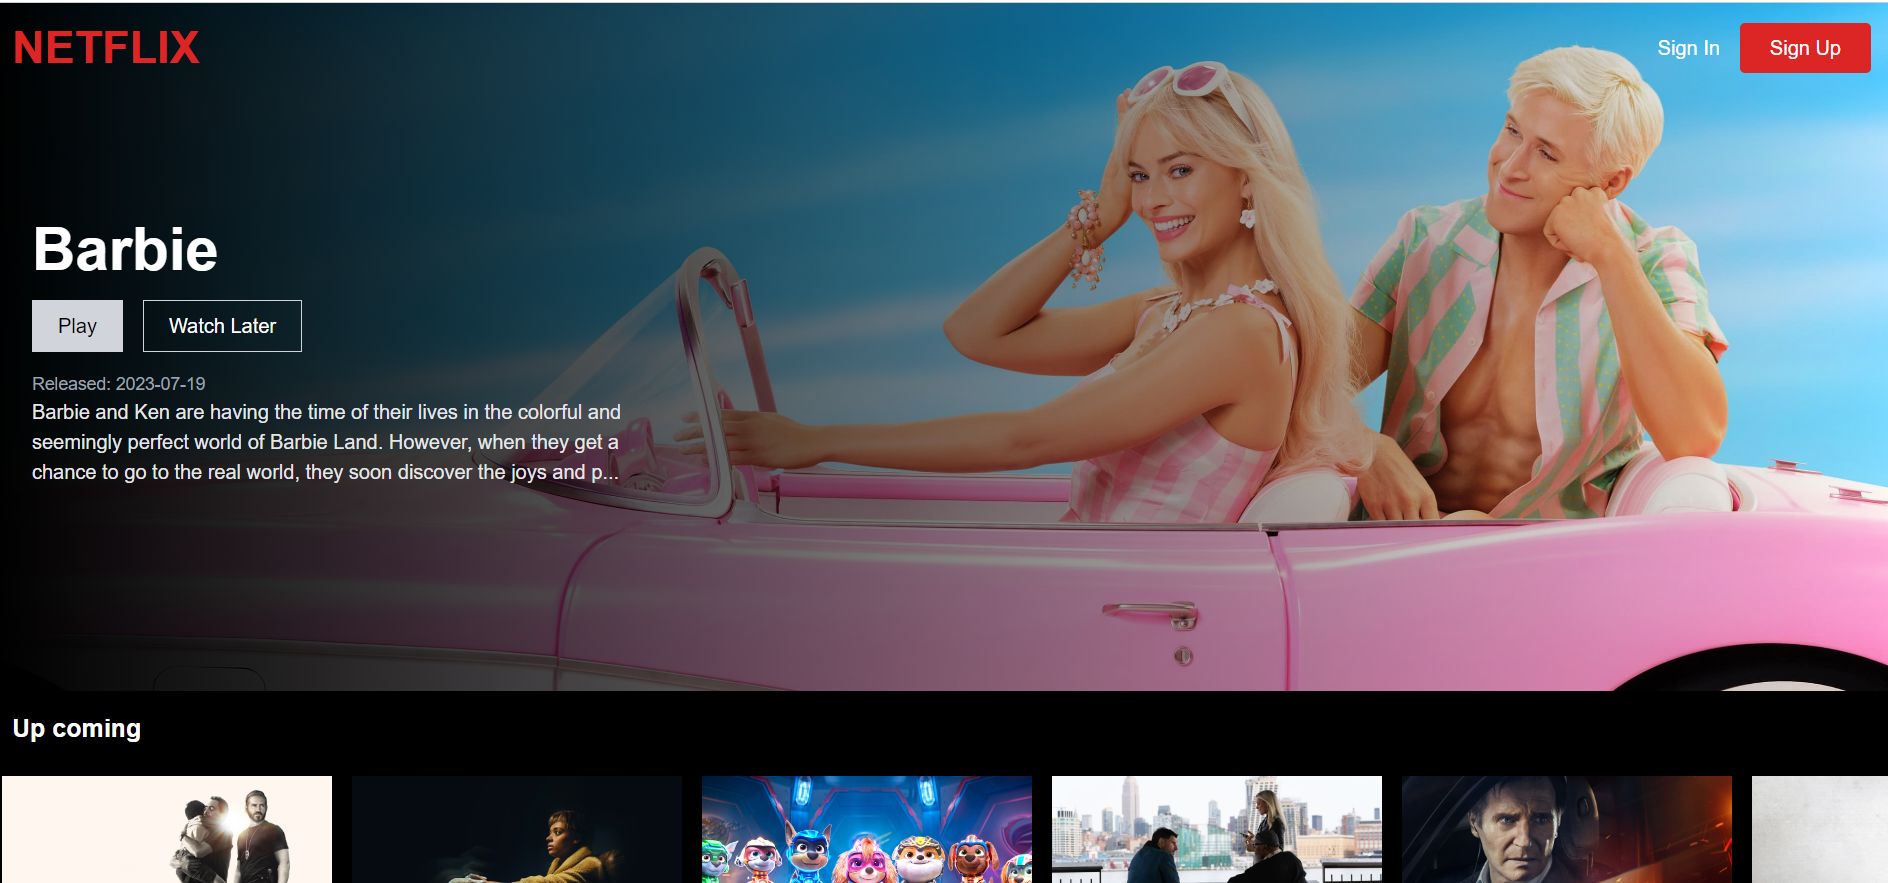 NETFLIX
Sign In
Sign Up
Barbie
Play
Watch Later
Released: 2023-07-19
Barbie and Ken are having the time of their lives in the colorful and
seemingly perfect world of Barbie Land. However, when they get a
chance to go to the real world, they soon discover the joys and p...
Up coming